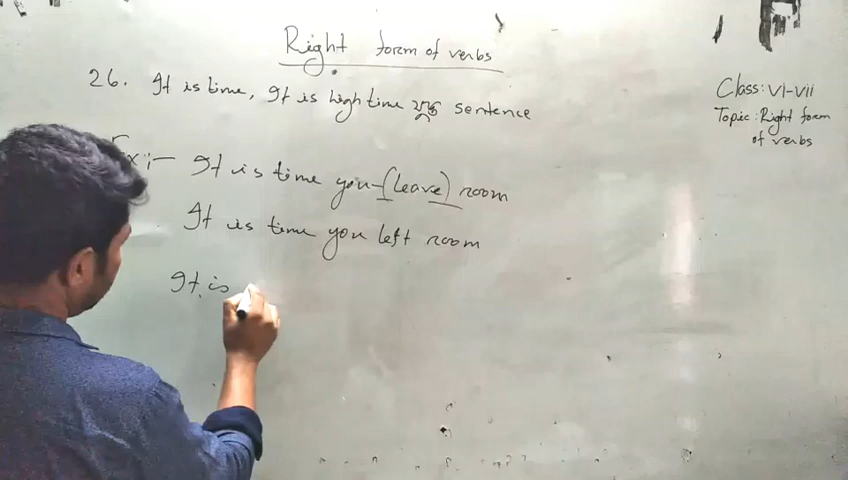 Right form of verbs
26. It is time, It is high time যুক্ত sentence
Ex:- It is time you (leave) room
It is time you left room
It is
Class: VI-VII
Topic: Right form
of verbs